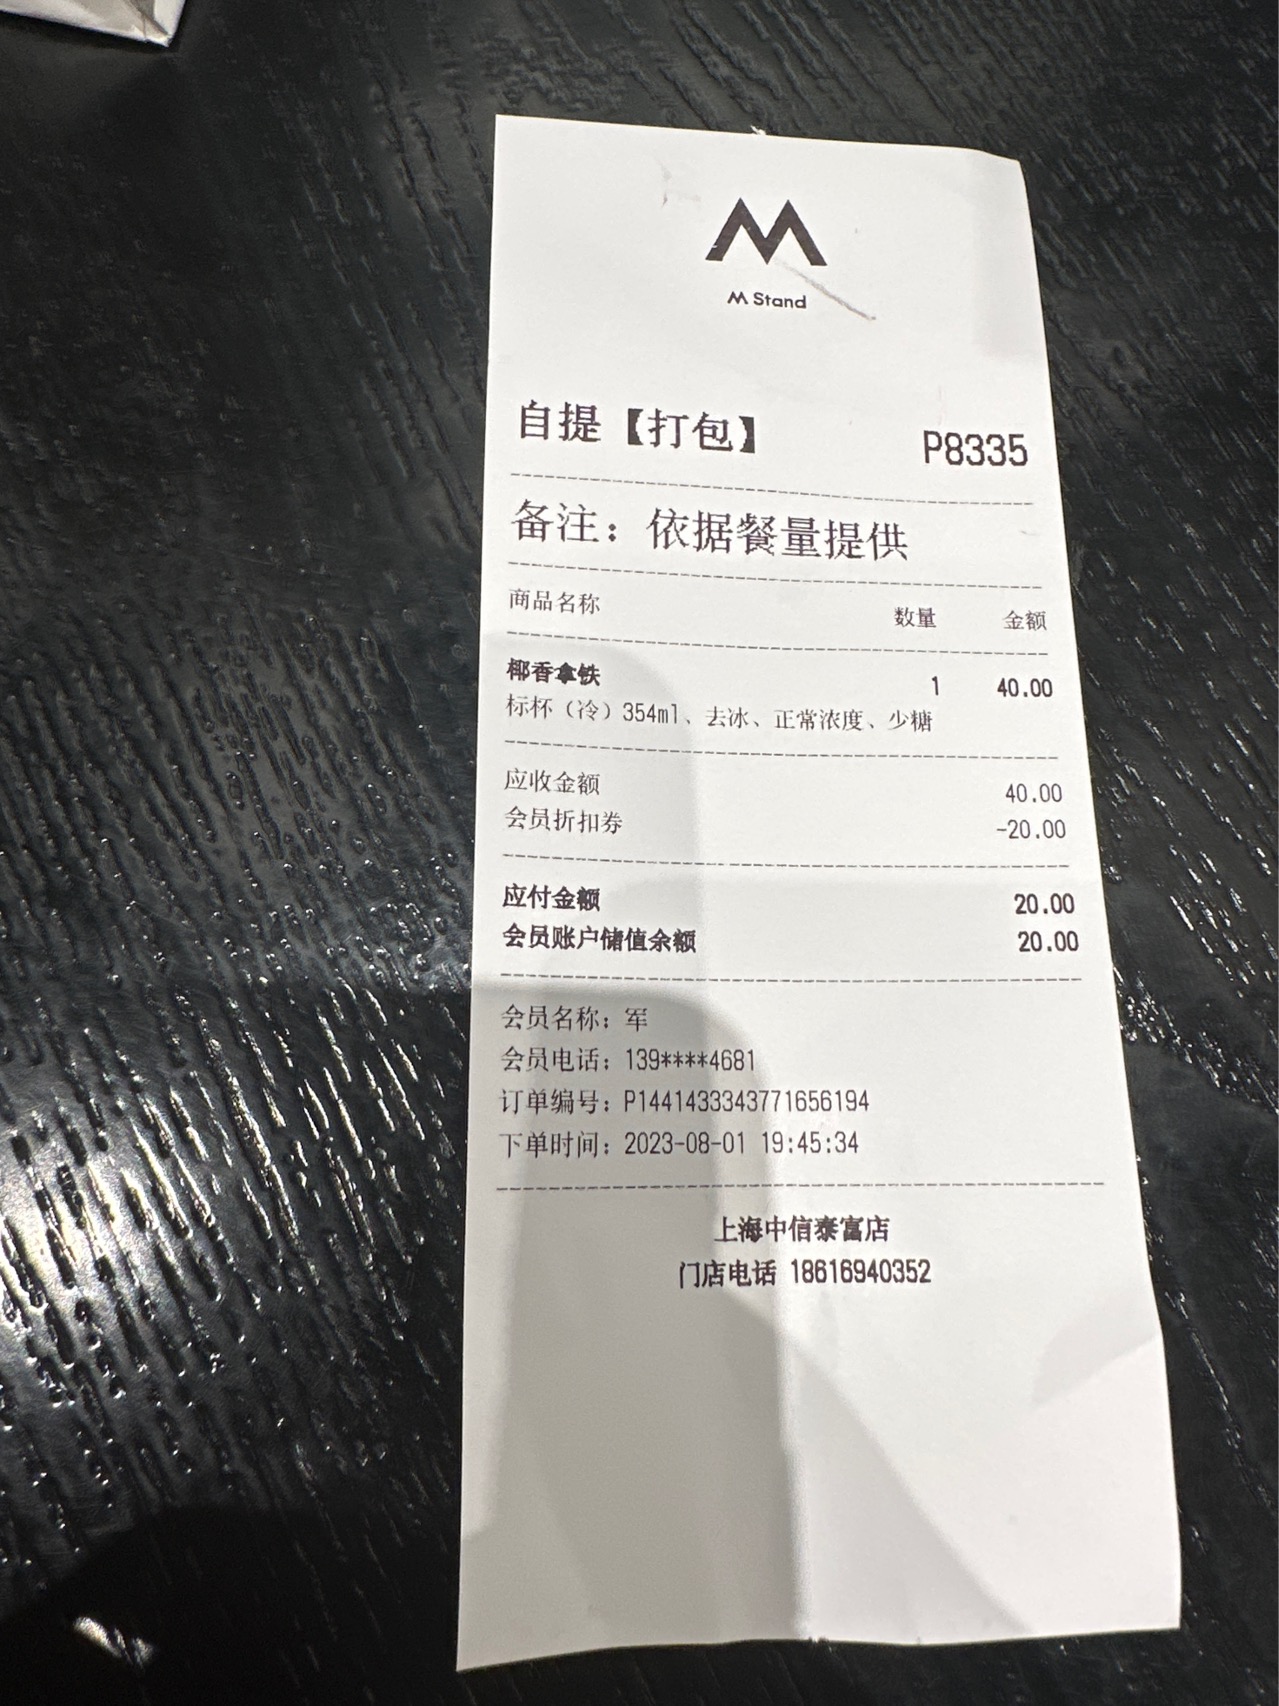 M
M Stand
自提【打包】 P8335
备注：依据餐量提供
商品名称 数量 金额
椰香拿铁 1 40.00
标杯（冷）354ml、去冰、正常浓度、少糖
应收金额 40.00
会员折扣券 -20.00
应付金额 20.00
会员账户储值余额 20.00
会员名称：军
会员电话：139****4681
订单编号：P1441433343771656194
下单时间：2023-08-01 19:45:34
上海中信泰富店
门店电话 18616940352